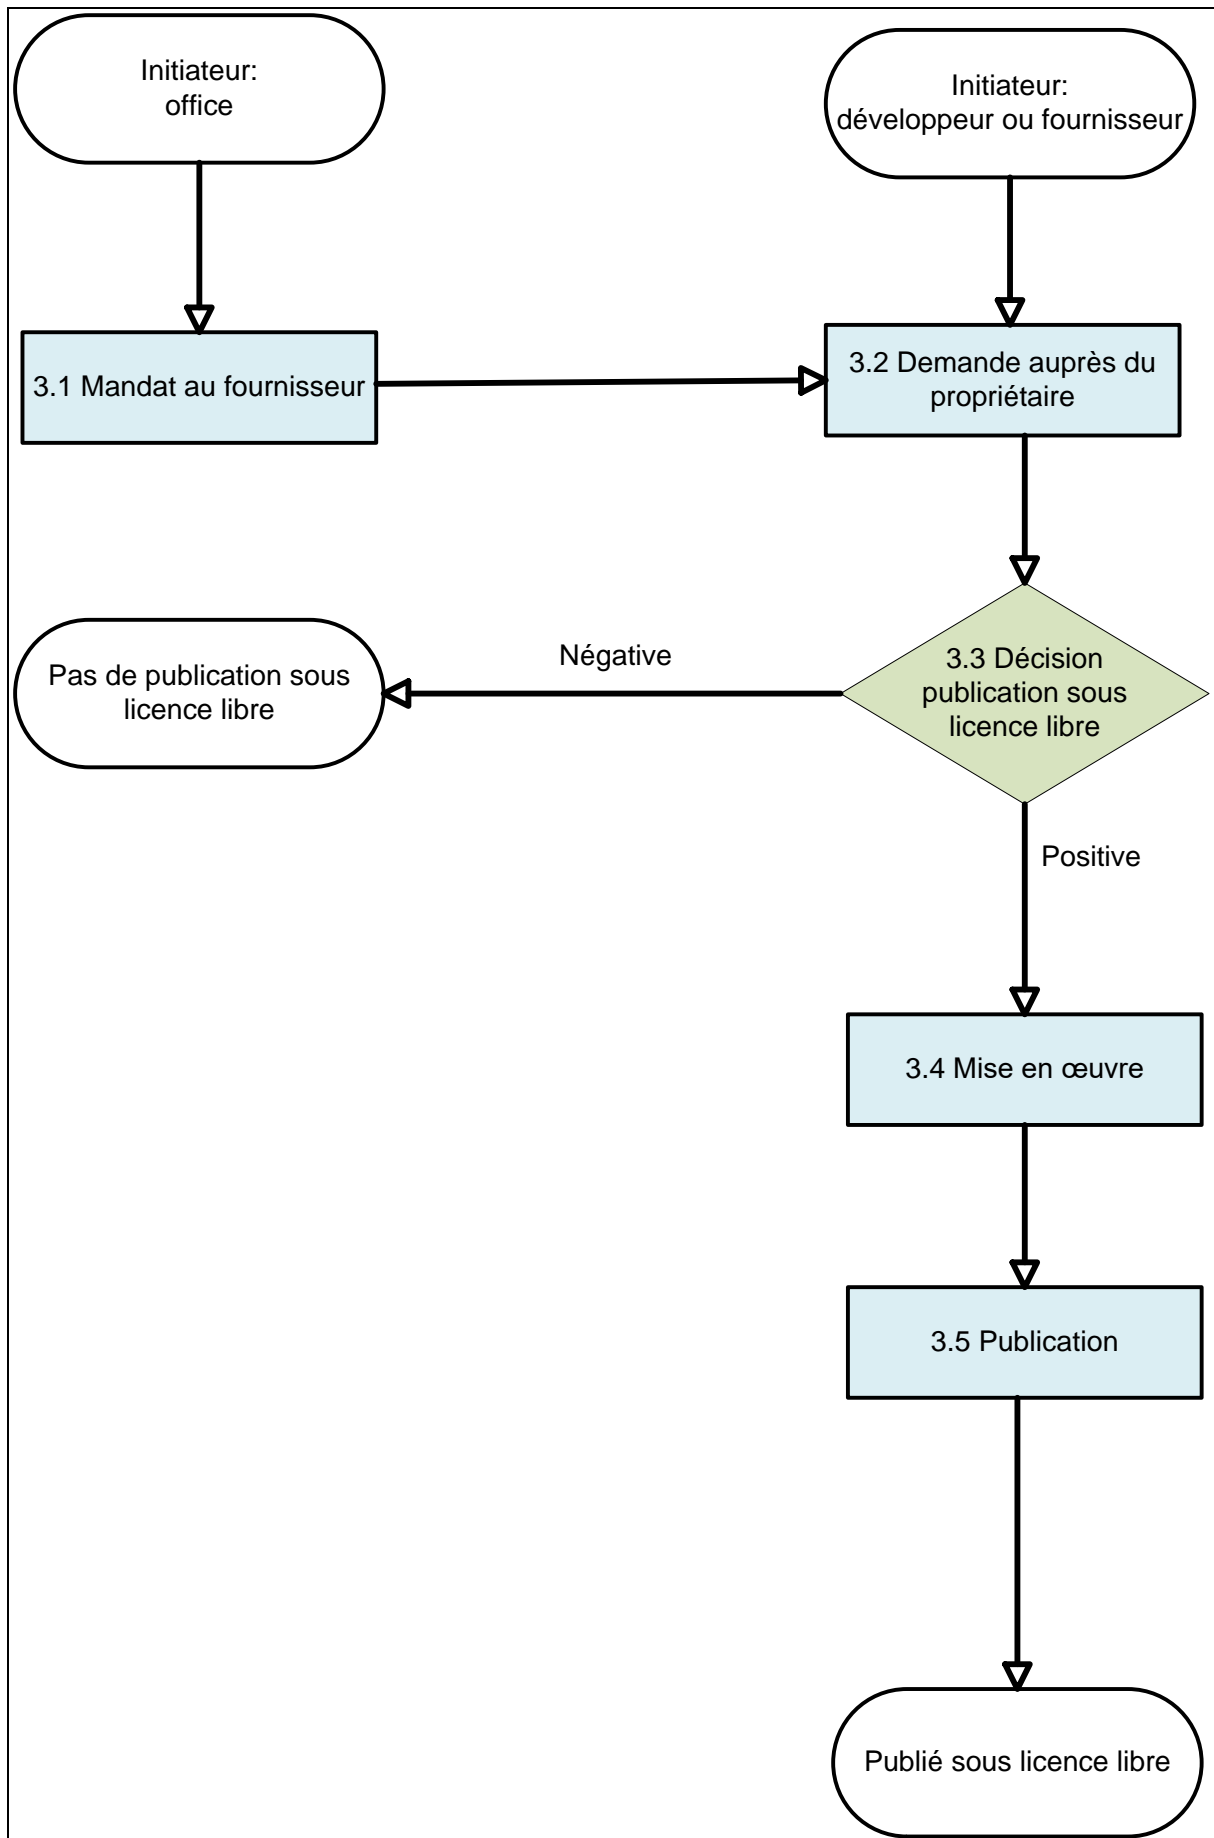 Initiateur:
office
Initiateur:
développeur ou fournisseur
3.1 Mandat au fournisseur
3.2 Demande auprès du
propriétaire
Pas de publication sous
licence libre
Négative
3.3 Décision
publication sous
licence libre
Positive
3.4 Mise en œuvre
3.5 Publication
Publié sous licence libre